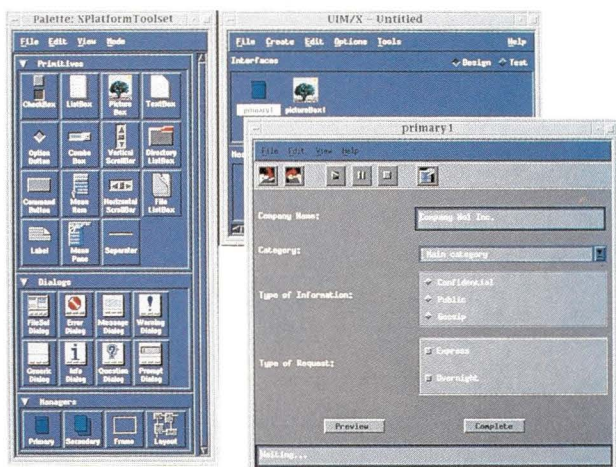 Palette: XPlatformToolset
File Edit View Mode
Primitives
CheckBox ListBox Picture Box TextBox
Option Button Combo Box Vertical ScrollBar Directory ListBox
Command Button Menu Item Horizontal ScrollBar File ListBox
Label Menu Pane Separator
Dialogs
FileSel Dialog Error Dialog Message Dialog Warning Dialog
Generic Dialog Info Dialog Question Dialog Prompt Dialog
Managers
Primary Secondary Frame Layout
UIM/X - Untitled
File Create Edit Options Tools Help
Interfaces Design Test
primary1 pictureBox1
primary1
File Edit View Help
Company Name: Company No1 Inc.
Category: Main category
Type of Information: Confidential
Public
Gossip
Type of Request: Express
Overnight
Preview Complete
Waiting...